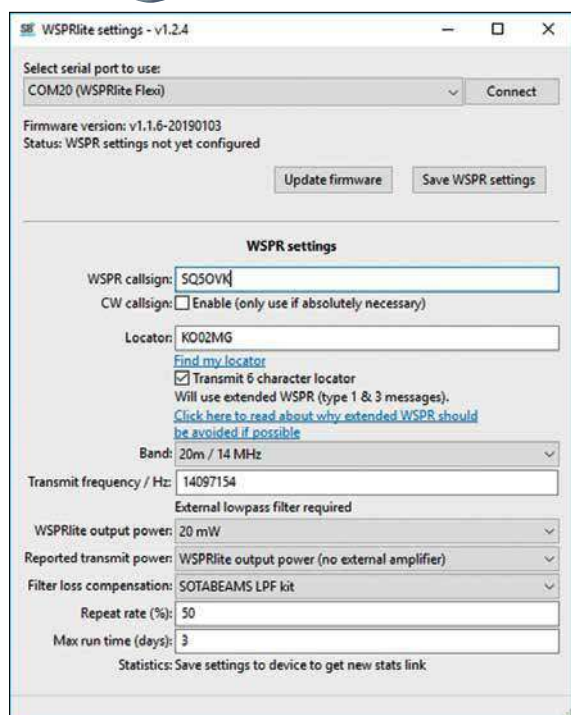 WSPRlite settings - v1.2.4
Select serial port to use:
COM20 (WSPRlite Flexi)
Connect
Firmware version: v1.1.6-20190103
Status: WSPR settings not yet configured
Update firmware
Save WSPR settings
WSPR settings
WSPR callsign: SQ5OVK
CW callsign: Enable (only use if absolutely necessary)
Locator: KO02MG
Find my locator
Transmit 6 character locator
Will use extended WSPR (type 1 & 3 messages).
Click here to read about why extended WSPR should
be avoided if possible
Band: 20m / 14 MHz
Transmit frequency / Hz: 14097154
External lowpass filter required
WSPRlite output power: 20 mW
Reported transmit power: WSPRlite output power (no external amplifier)
Filter loss compensation: SOTABEAMS LPF kit
Repeat rate (%): 50
Max run time (days): 3
Statistics: Save settings to device to get new stats link